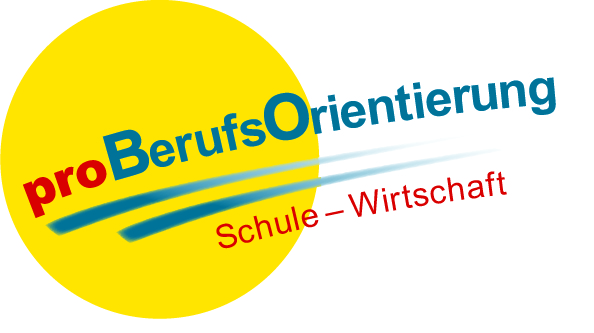 proBerufsOrientierung
Schule – Wirtschaft